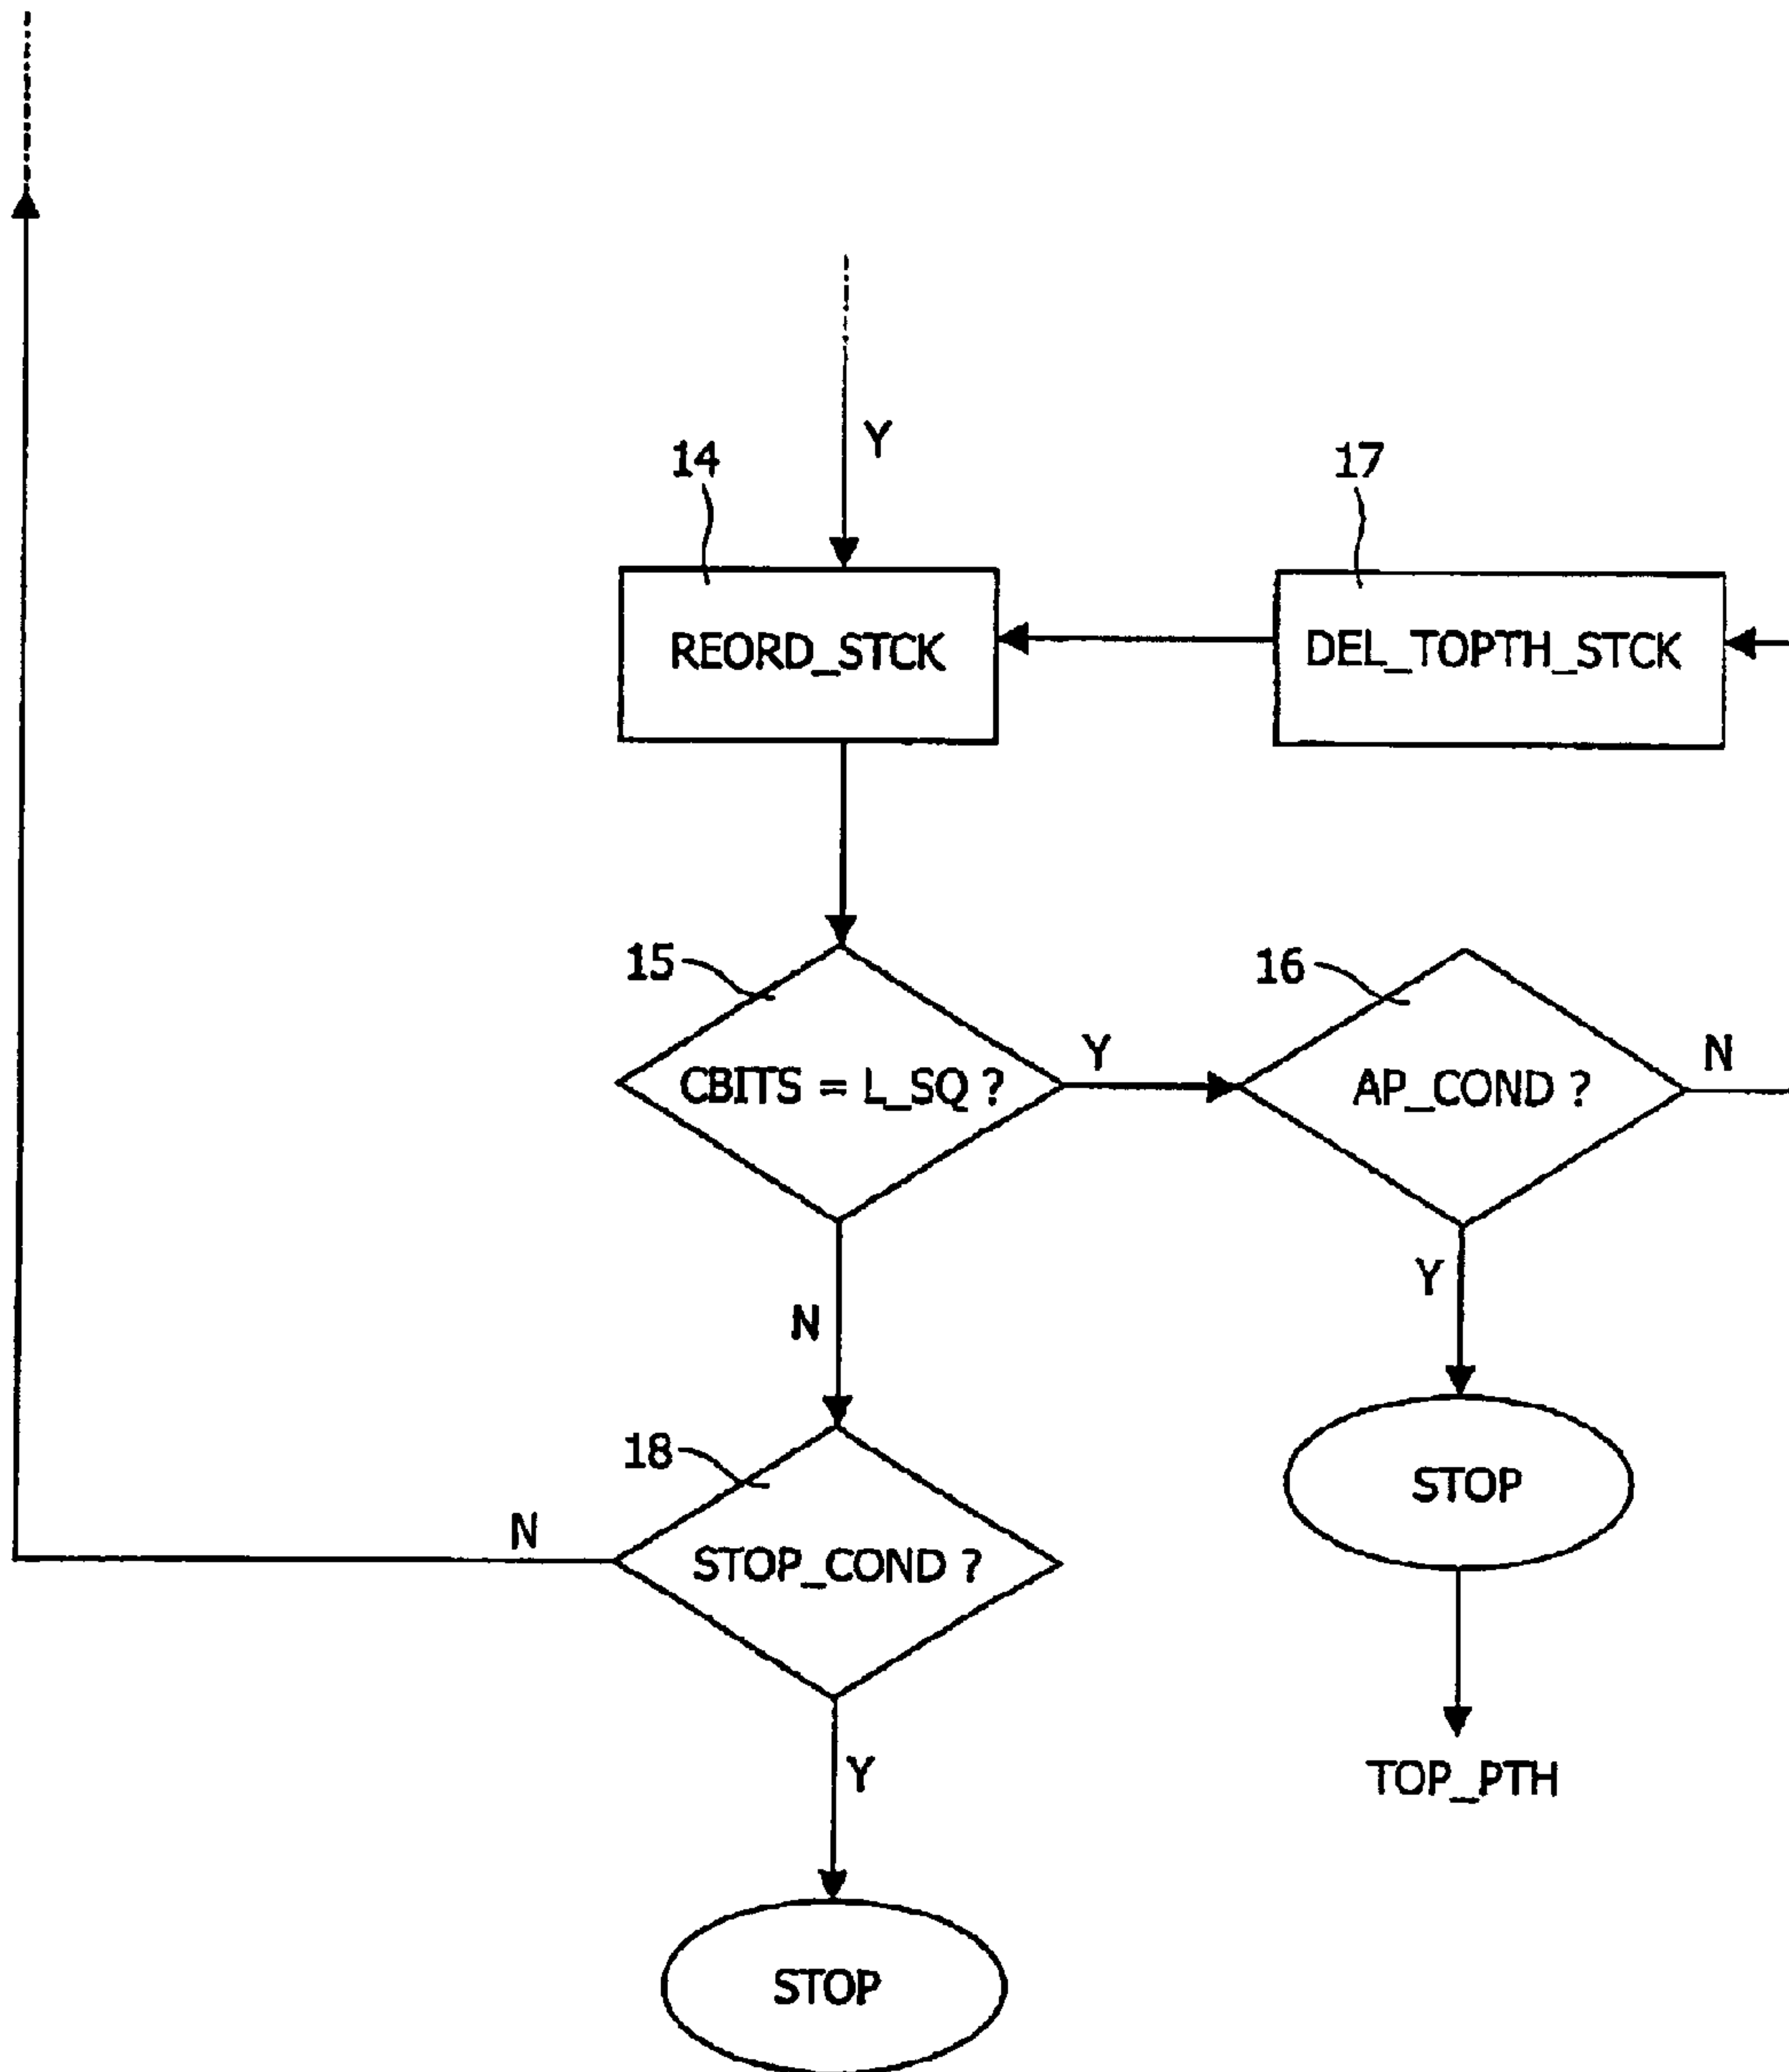 Y
14
17
REORD_STCK
DEL_TOPTH_STCK
15
16
Y
N
CBITS = L_SQ ?
AP_COND ?
Y
N
18
STOP
N
STOP_COND ?
Y
TOP_PTH
STOP